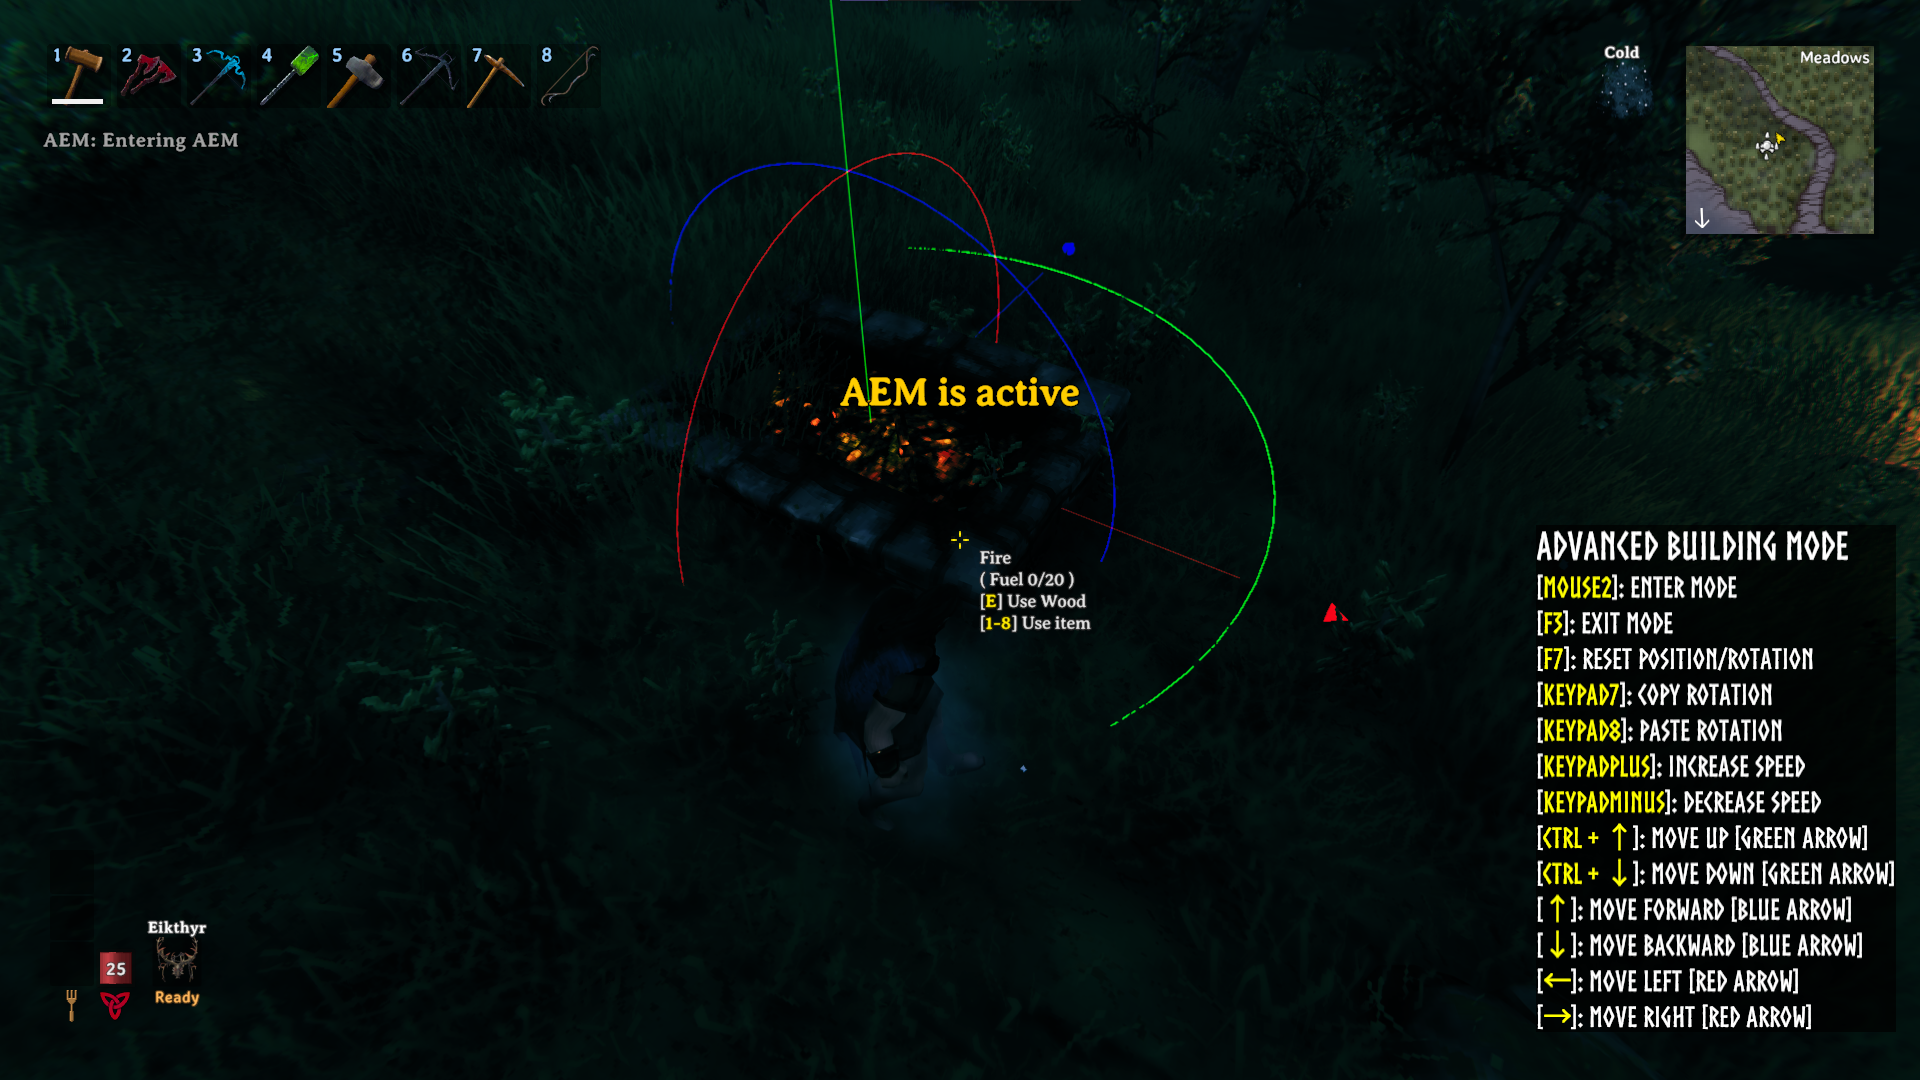 1 2 3 4 5 6 7 8
AEM: Entering AEM
Cold
Meadows
AEM is active
Fire
( Fuel 0/20 )
[E] Use Wood
[1-8] Use item
ADVANCED BUILDING MODE
[MOUSE2]: ENTER MODE
[F3]: EXIT MODE
[F7]: RESET POSITION/ROTATION
[KEYPAD7]: COPY ROTATION
[KEYPAD8]: PASTE ROTATION
[KEYPADPLUS]: INCREASE SPEED
[KEYPADMINUS]: DECREASE SPEED
[CTRL + ↑]: MOVE UP [GREEN ARROW]
[CTRL + ↓]: MOVE DOWN [GREEN ARROW]
[↑]: MOVE FORWARD [BLUE ARROW]
[↓]: MOVE BACKWARD [BLUE ARROW]
[←]: MOVE LEFT [RED ARROW]
[→]: MOVE RIGHT [RED ARROW]
Eikthyr
25
Ready